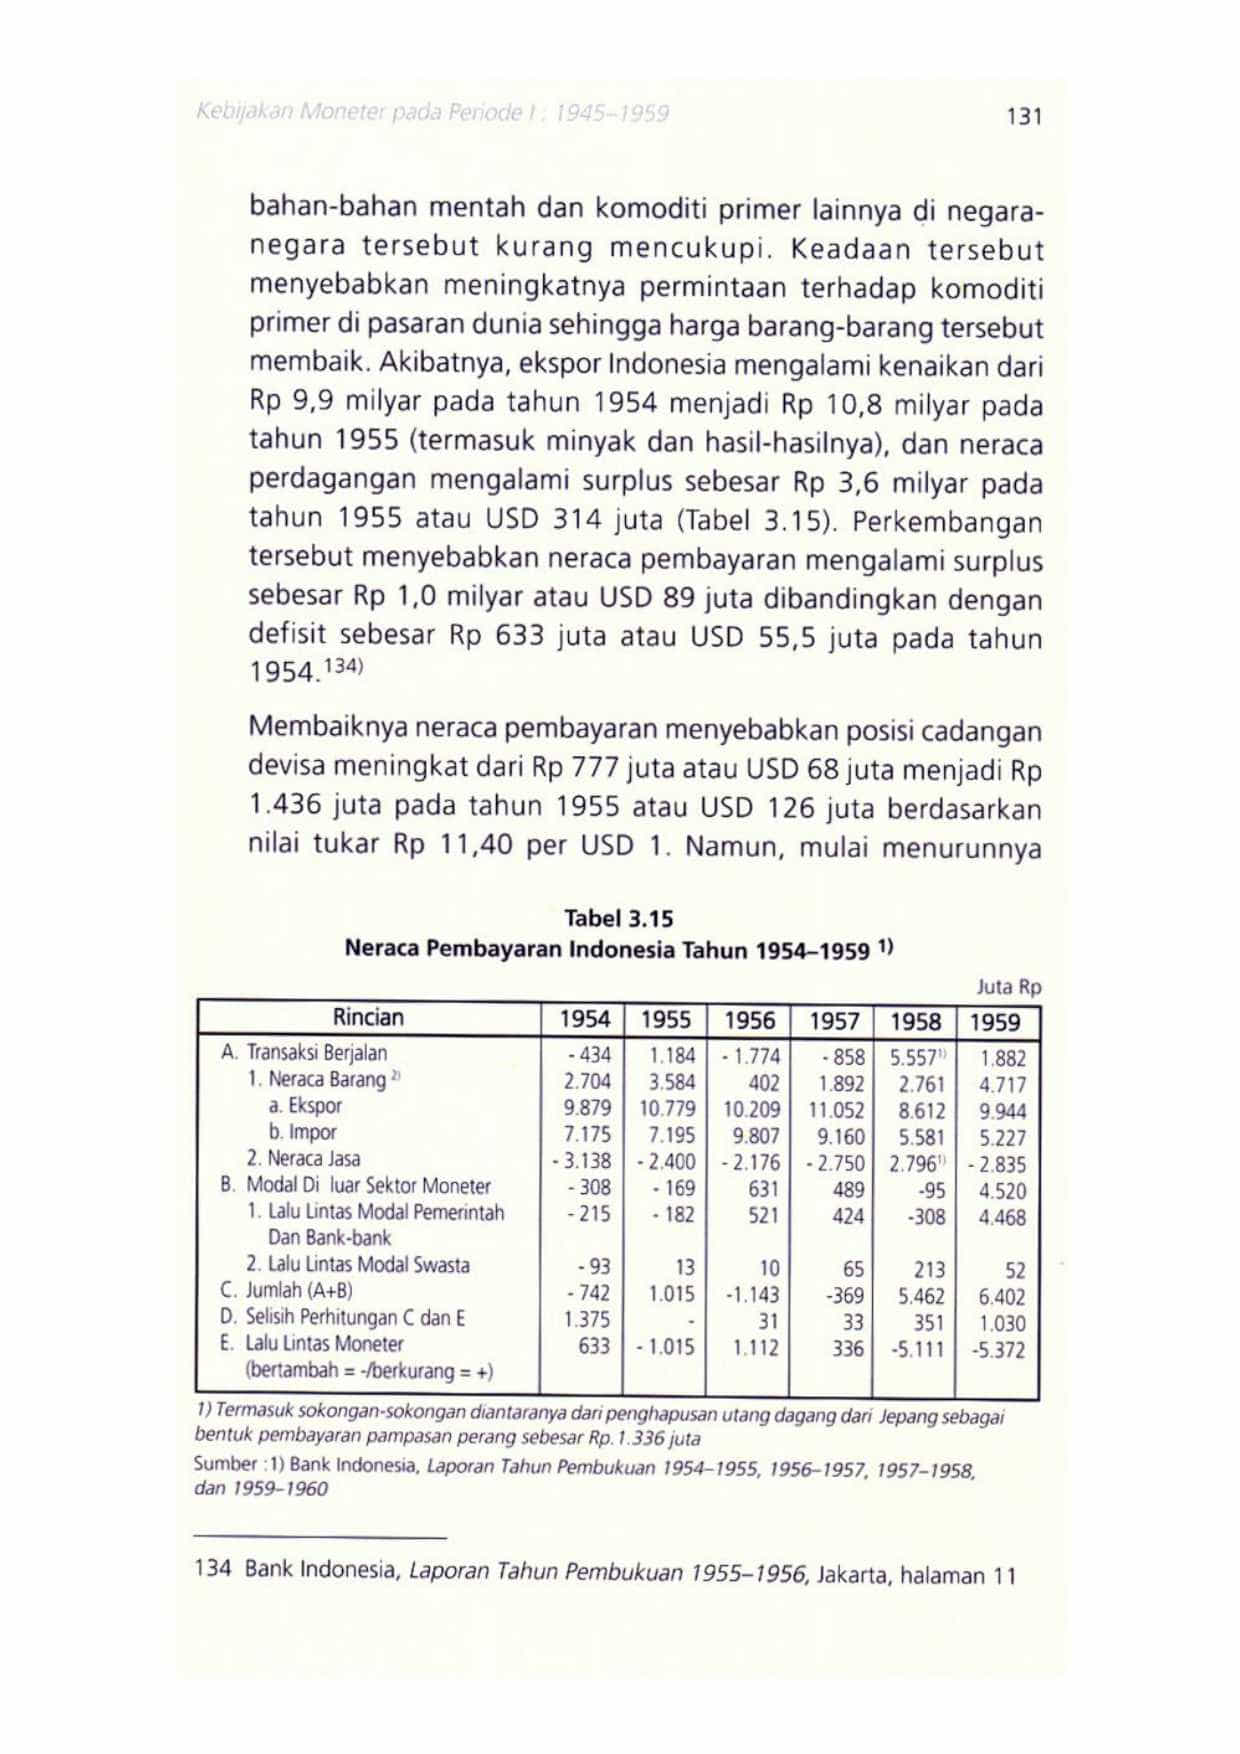 Kebijakan Moneter pada Periode I : 1945–1959 131
bahan-bahan mentah dan komoditi primer lainnya di negara-
negara tersebut kurang mencukupi. Keadaan tersebut
menyebabkan meningkatnya permintaan terhadap komoditi
primer di pasaran dunia sehingga harga barang-barang tersebut
membaik. Akibatnya, ekspor Indonesia mengalami kenaikan dari
Rp 9,9 milyar pada tahun 1954 menjadi Rp 10,8 milyar pada
tahun 1955 (termasuk minyak dan hasil-hasilnya), dan neraca
perdagangan mengalami surplus sebesar Rp 3,6 milyar pada
tahun 1955 atau USD 314 juta (Tabel 3.15). Perkembangan
tersebut menyebabkan neraca pembayaran mengalami surplus
sebesar Rp 1,0 milyar atau USD 89 juta dibandingkan dengan
defisit sebesar Rp 633 juta atau USD 55,5 juta pada tahun
1954.134)
Membaiknya neraca pembayaran menyebabkan posisi cadangan
devisa meningkat dari Rp 777 juta atau USD 68 juta menjadi Rp
1.436 juta pada tahun 1955 atau USD 126 juta berdasarkan
nilai tukar Rp 11,40 per USD 1. Namun, mulai menurunnya
Tabel 3.15
Neraca Pembayaran Indonesia Tahun 1954–1959 1)
Juta Rp
Rincian 1954 1955 1956 1957 1958 1959
A. Transaksi Berjalan - 434 1.184 - 1.774 - 858 5.557 1) 1.882
1. Neraca Barang 2) 2.704 3.584 402 1.892 2.761 4.717
a. Ekspor 9.879 10.779 10.209 11.052 8.612 9.944
b. Impor 7.175 7.195 9.807 9.160 5.581 5.227
2. Neraca Jasa - 3.138 - 2.400 - 2.176 - 2.750 2.796 1) - 2.835
B. Modal Di luar Sektor Moneter - 308 - 169 631 489 -95 4.520
1. Lalu Lintas Modal Pemerintah - 215 - 182 521 424 -308 4.468
Dan Bank-bank
2. Lalu Lintas Modal Swasta - 93 13 10 65 213 52
C. Jumlah (A+B) - 742 1.015 -1.143 -369 5.462 6.402
D. Selisih Perhitungan C dan E 1.375 - 31 33 351 1.030
E. Lalu Lintas Moneter 633 - 1.015 1.112 336 -5.111 -5.372
(bertambah = -/berkurang = +)
1) Termasuk sokongan-sokongan diantaranya dari penghapusan utang dagang dari Jepang sebagai
bentuk pembayaran pampasan perang sebesar Rp. 1.336 juta
Sumber :1) Bank Indonesia, Laporan Tahun Pembukuan 1954–1955, 1956–1957, 1957–1958,
dan 1959–1960
134 Bank Indonesia, Laporan Tahun Pembukuan 1955–1956, Jakarta, halaman 11